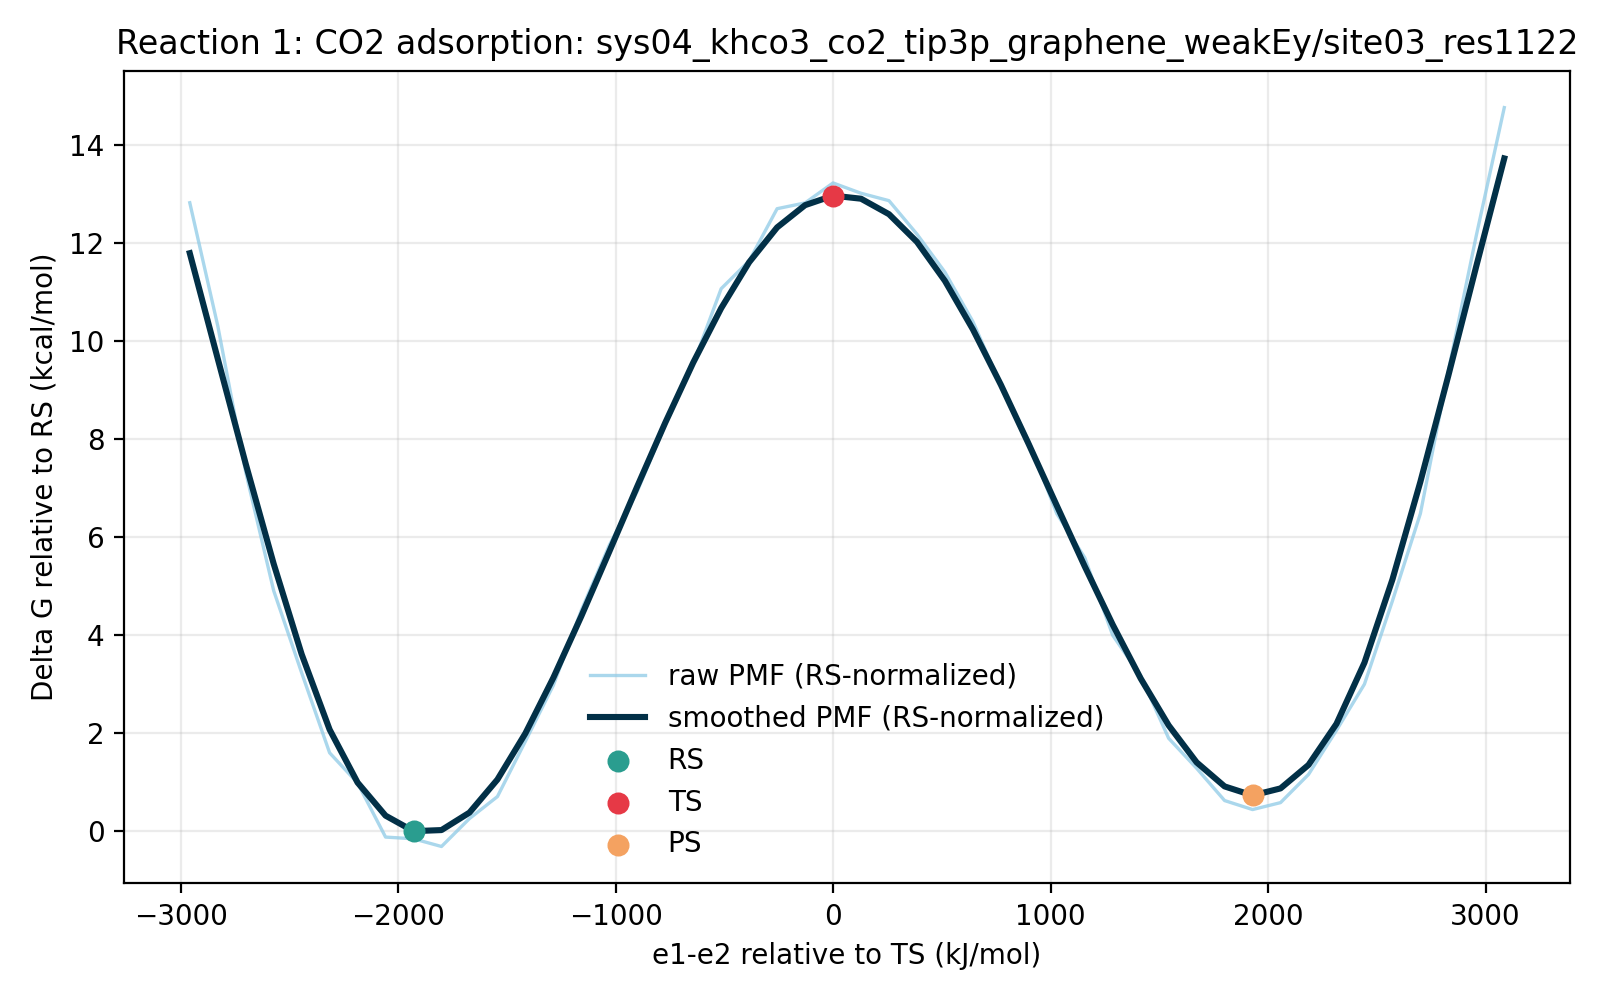 Reaction 1: CO2 adsorption: sys04_khco3_co2_tip3p_graphene_weakEy/site03_res1122
Delta G relative to RS (kcal/mol)
14
12
10
8
6
4
2
0
raw PMF (RS-normalized)
smoothed PMF (RS-normalized)
RS
TS
PS
−3000 −2000 −1000 0 1000 2000 3000
e1-e2 relative to TS (kJ/mol)